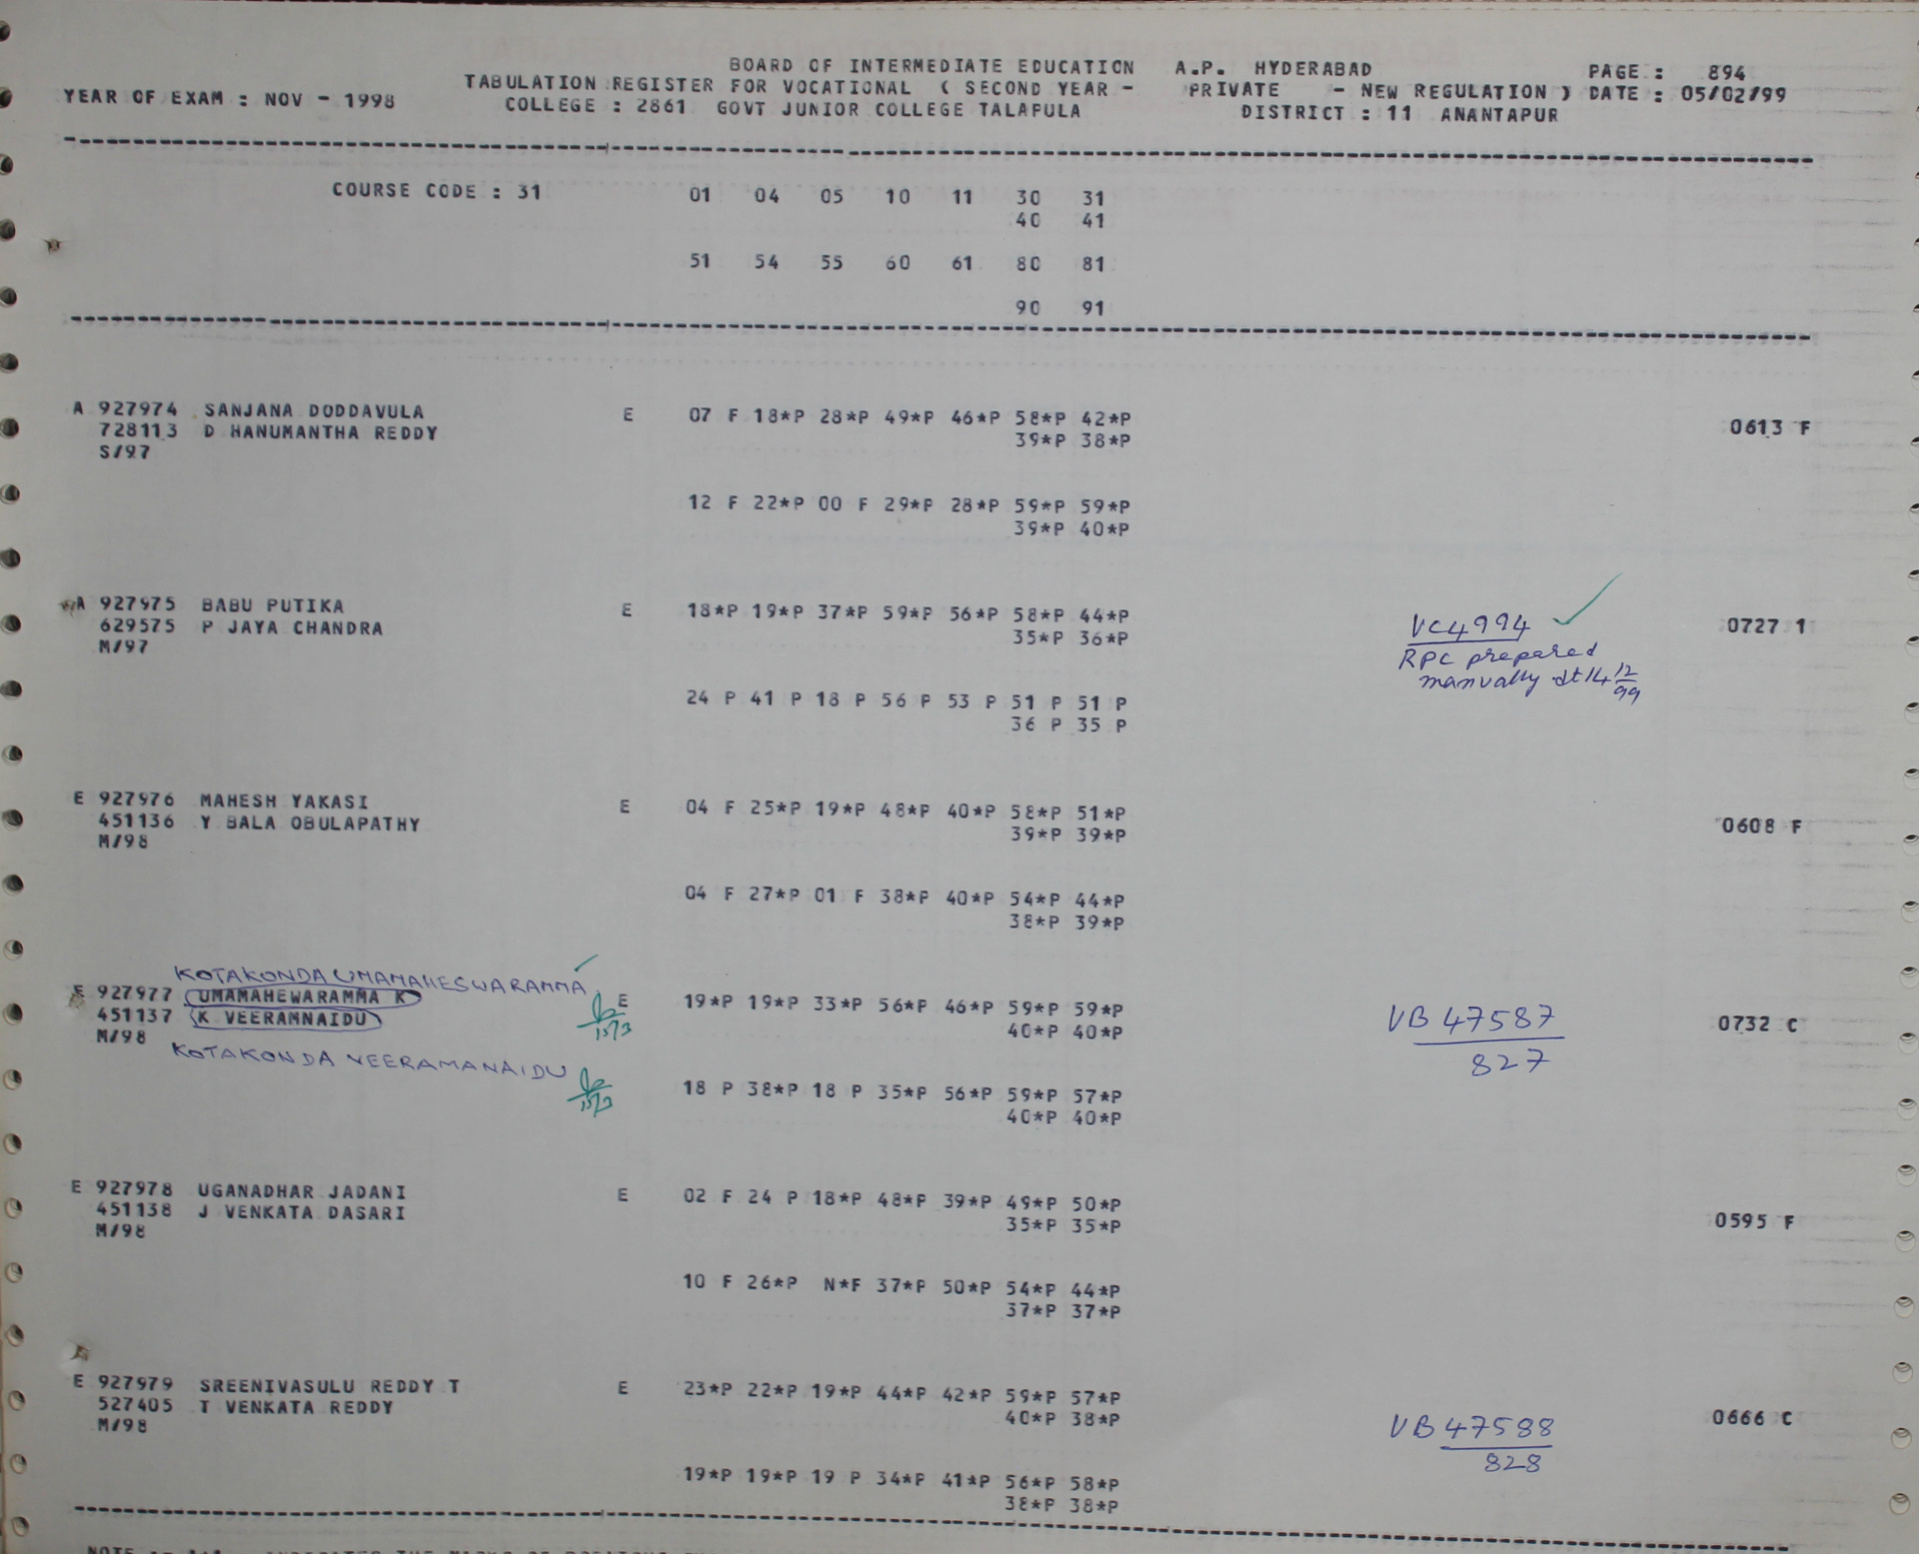 BOARD OF INTERMEDIATE EDUCATION A.P. HYDERABAD PAGE : 894
TABULATION REGISTER FOR VOCATIONAL ( SECOND YEAR - PRIVATE - NEW REGULATION ) DATE : 05/02/99
YEAR OF EXAM : NOV - 1998 COLLEGE : 2861 GOVT JUNIOR COLLEGE TALAPULA DISTRICT : 11 ANANTAPUR
COURSE CODE : 31 01 04 05 10 11 30 31
40 41
51 54 55 60 61 80 81
90 91
A 927974 SANJANA DODDAVULA E 07 F 18*P 28*P 49*P 46*P 58*P 42*P
728113 D HANUMANTHA REDDY 39*P 38*P 0613 F
S/97
12 F 22*P 00 F 29*P 28*P 59*P 59*P
39*P 40*P
A 927975 BABU PUTIKA E 18*P 19*P 37*P 59*P 56*P 58*P 44*P
629575 P JAYA CHANDRA 35*P 36*P VC4994 0727 1
M/97 RPC prepared
manually dt 14 12/99
24 P 41 P 18 P 56 P 53 P 51 P 51 P
36 P 35 P
E 927976 MAHESH YAKASI E 04 F 25*P 19*P 48*P 40*P 58*P 51*P
451136 Y BALA OBULAPATHY 39*P 39*P 0608 F
M/98
04 F 27*P 01 F 38*P 40*P 54*P 44*P
38*P 39*P
KOTAKONDA UMAMAHESWARAMMA
E 927977 UMAMAHEWARAMMA K E 19*P 19*P 33*P 56*P 46*P 59*P 59*P
451137 K VEERAMNAIDU 15/3 40*P 40*P VB 47587 0732 C
M/98 827
KOTAKONDA VEERAMANAIDU
15/3 18 P 38*P 18 P 35*P 56*P 59*P 57*P
40*P 40*P
E 927978 UGANADHAR JADANI E 02 F 24 P 18*P 48*P 39*P 49*P 50*P
451138 J VENKATA DASARI 35*P 35*P 0595 F
M/98
10 F 26*P N*F 37*P 50*P 54*P 44*P
37*P 37*P
E 927979 SREENIVASULU REDDY T E 23*P 22*P 19*P 44*P 42*P 59*P 57*P
527405 T VENKATA REDDY 40*P 38*P 0666 C
M/98 VB 47588
828
19*P 19*P 19 P 34*P 41*P 56*P 58*P
38*P 38*P